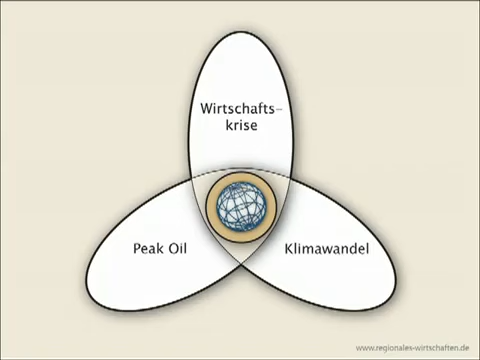 Wirtschafts-
krise
Peak Oil
Klimawandel
www.regionales-wirtschaften.de